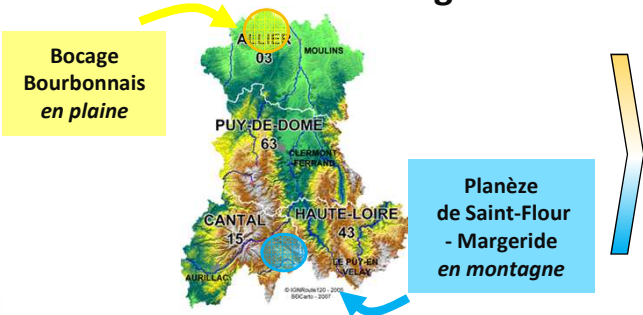 Bocage
Bourbonnais
en plaine
ALLIER
03
MOULINS
PUY-DE-DOME
63
CLERMONT
-FERRAND
CANTAL
15
HAUTE-LOIRE
43
AURILLAC
LE PUY-EN
VELAY
Planèze
de Saint-Flour
- Margeride
en montagne
© IGNRoute120 - 2006
BDCarto - 2007